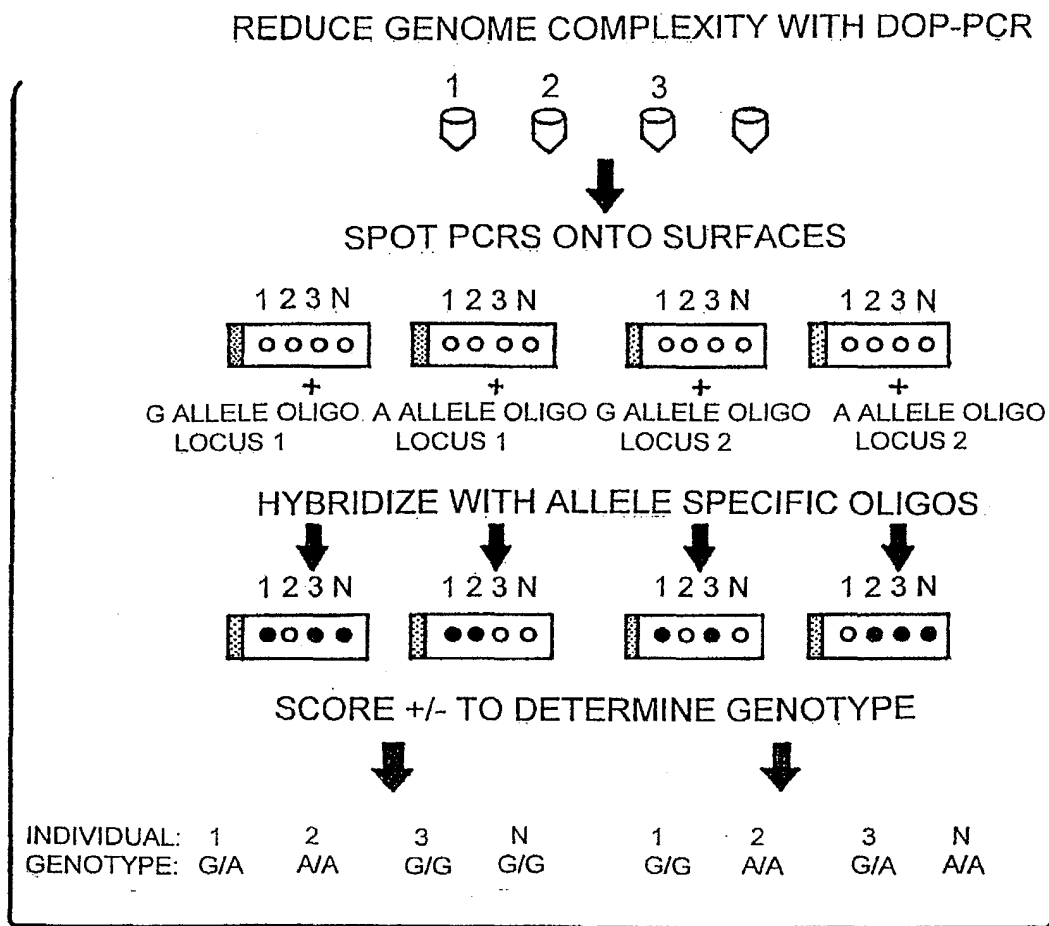 REDUCE GENOME COMPLEXITY WITH DOP-PCR
1 2 3
SPOT PCRS ONTO SURFACES
1 2 3 N 1 2 3 N 1 2 3 N 1 2 3 N
+ + + +
G ALLELE OLIGO A ALLELE OLIGO G ALLELE OLIGO A ALLELE OLIGO
LOCUS 1 LOCUS 1 LOCUS 2 LOCUS 2
HYBRIDIZE WITH ALLELE SPECIFIC OLIGOS
1 2 3 N 1 2 3 N 1 2 3 N 1 2 3 N
SCORE +/- TO DETERMINE GENOTYPE
INDIVIDUAL: 1 2 3 N 1 2 3 N
GENOTYPE: G/A A/A G/G G/G G/G A/A G/A A/A